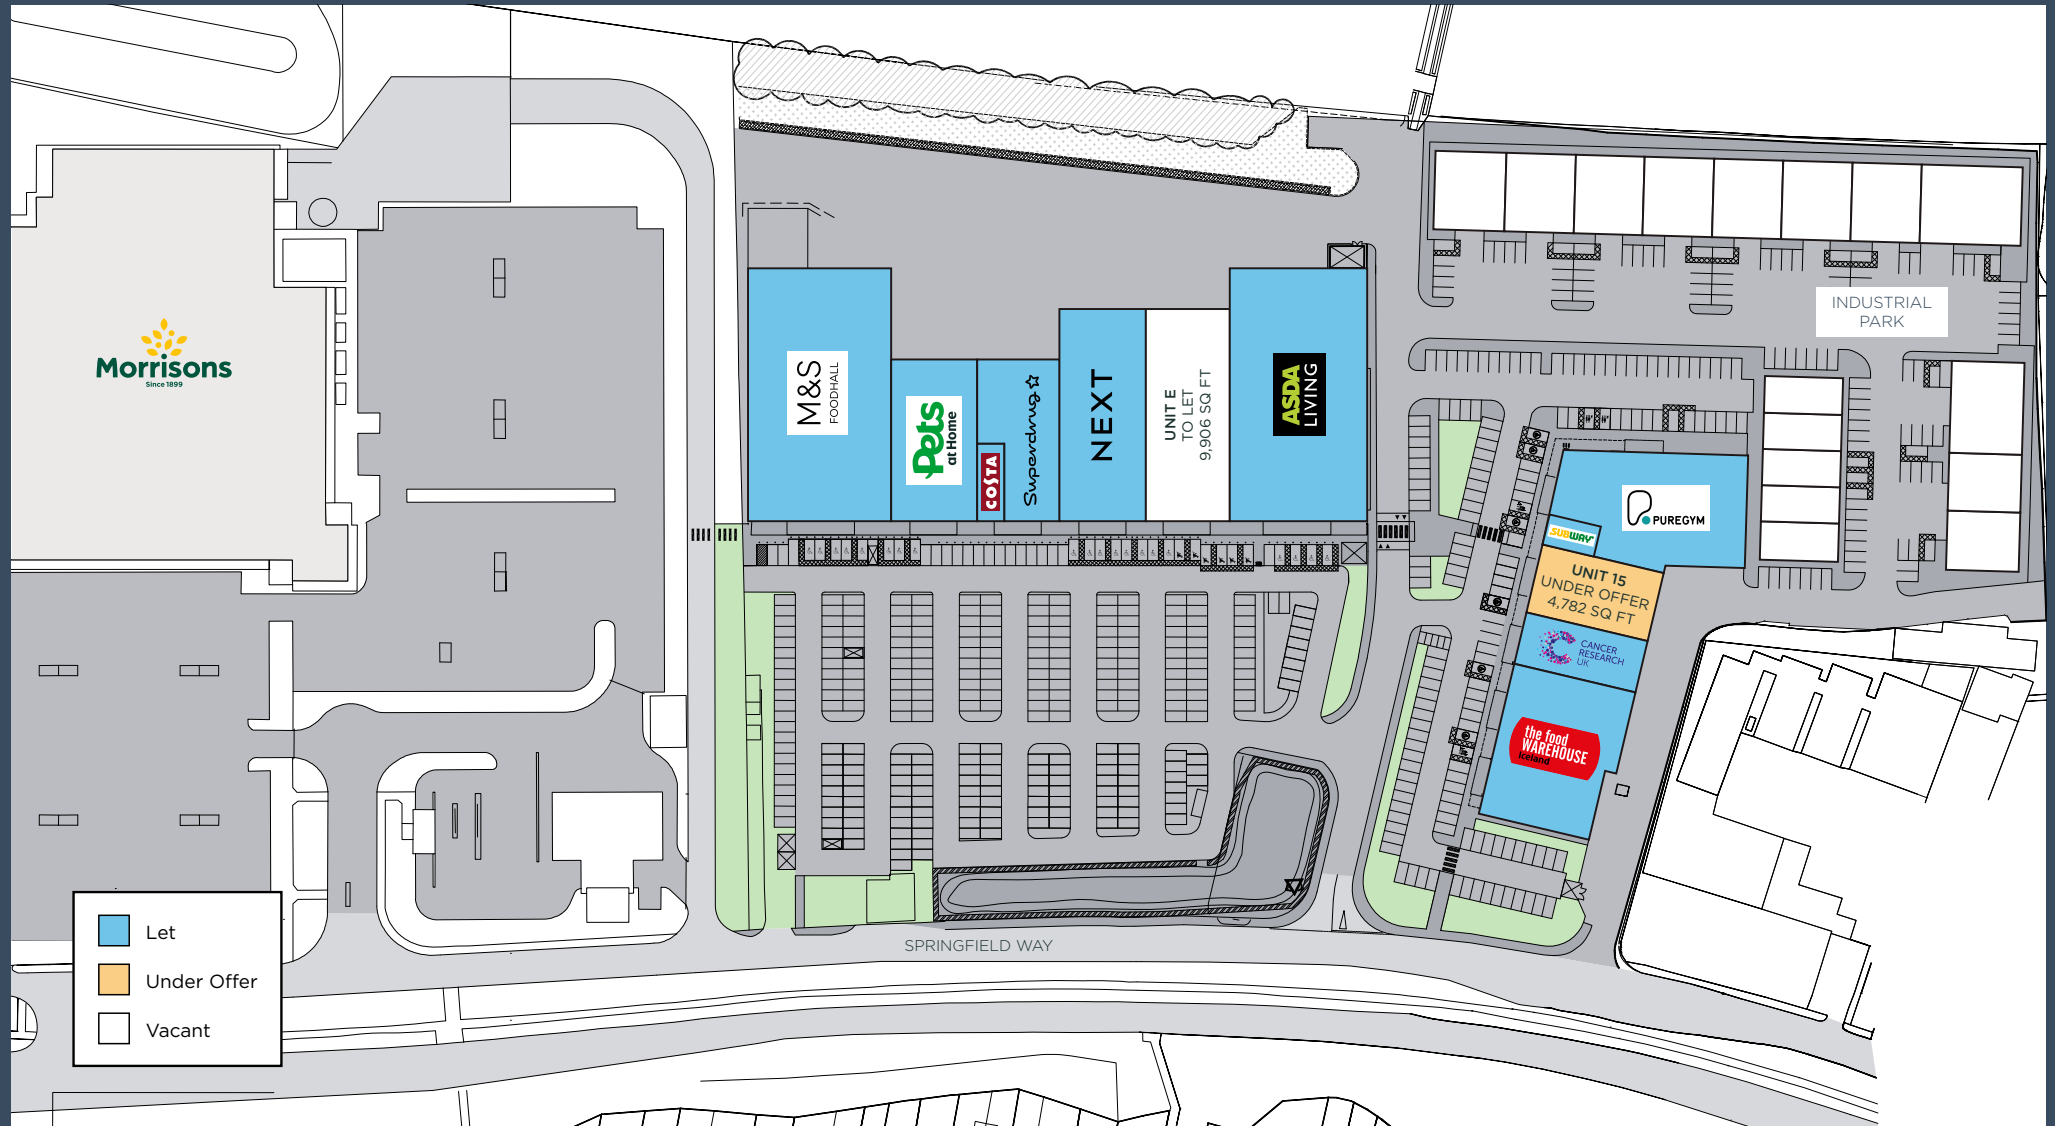 Morrisons
Since 1899
M&S
FOODHALL
Pets
at Home
COSTA
Superdrug
NEXT
UNIT E
TO LET
9,906 SQ FT
ASDA
LIVING
INDUSTRIAL
PARK
PUREGYM
SUBWAY
UNIT 15
UNDER OFFER
4,782 SQ FT
CANCER
RESEARCH
UK
the food
WAREHOUSE
Iceland
SPRINGFIELD WAY
Let
Under Offer
Vacant